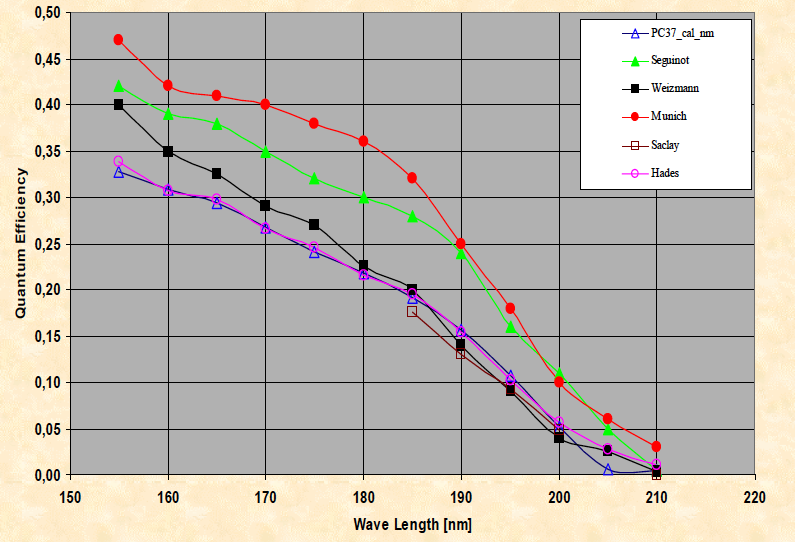 0,50
0,45
0,40
0,35
0,30
0,25
0,20
0,15
0,10
0,05
0,00
Quantum Efficiency
150 160 170 180 190 200 210 220
Wave Length [nm]
PC37_cal_nm
Seguinot
Weizmann
Munich
Saclay
Hades